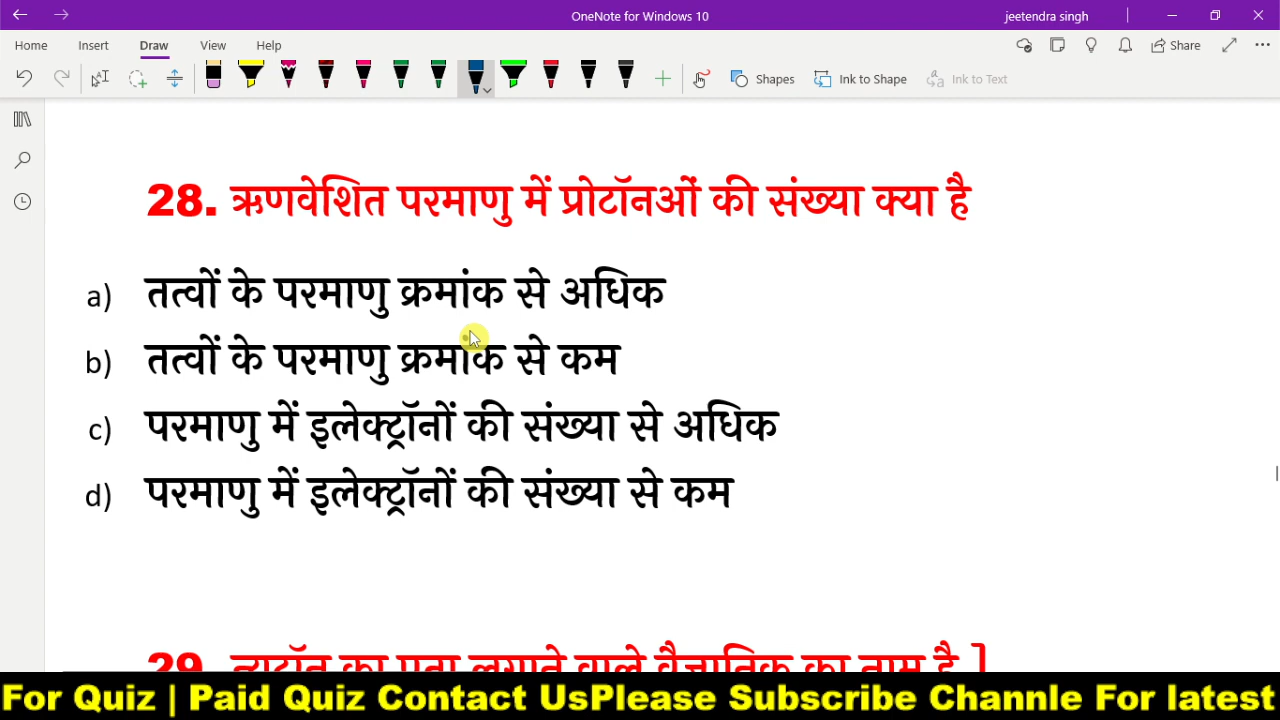 OneNote for Windows 10
jeetendra singh
Home Insert Draw View Help
Share
Shapes Ink to Shape Ink to Text
28. ऋणवेशित परमाणु में प्रोटॉनओं की संख्या क्या है
a) तत्वों के परमाणु क्रमांक से अधिक
b) तत्वों के परमाणु क्रमांक से कम
c) परमाणु में इलेक्ट्रॉनों की संख्या से अधिक
d) परमाणु में इलेक्ट्रॉनों की संख्या से कम
29. का पता लगाने वाले वैज्ञानिक का नाम है ]
For Quiz | Paid Quiz Contact UsPlease Subscribe Channle For latest